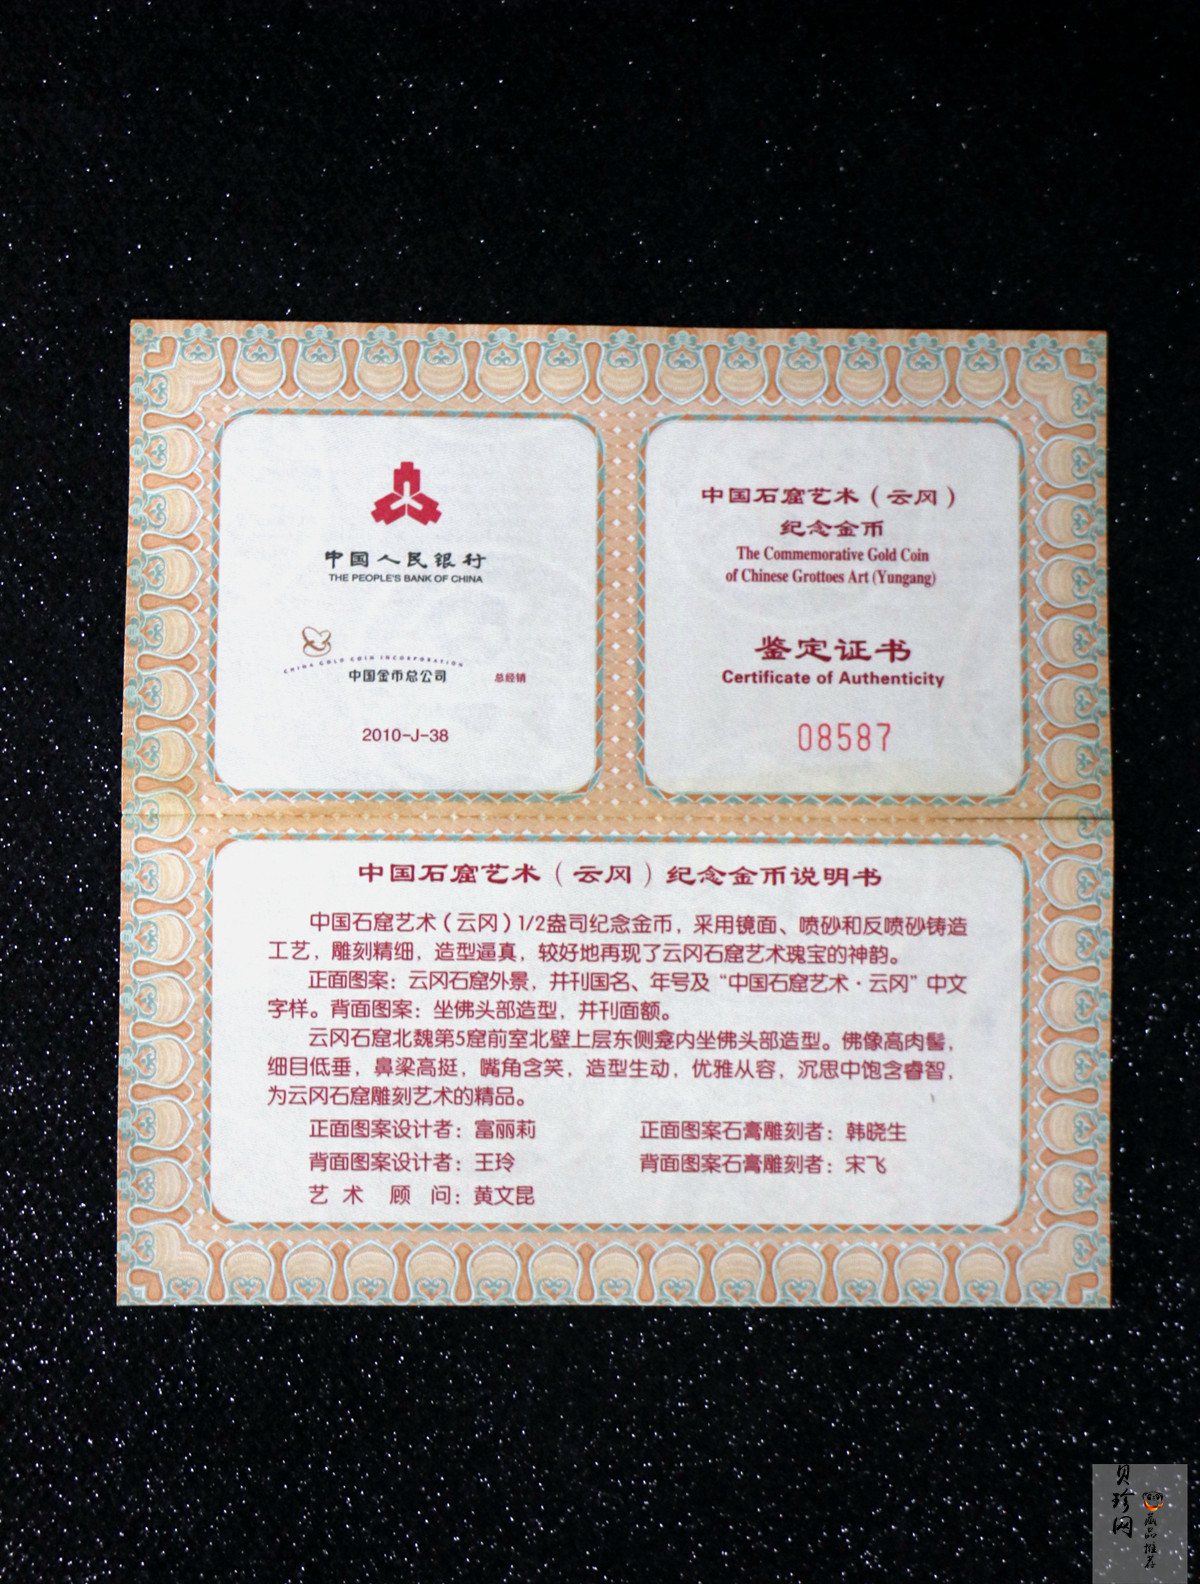 中国人民银行
THE PEOPLE'S BANK OF CHINA
CHINA GOLD COIN INCORPORATION
中国金币总公司 总经销
2010-J-38
中国石窟艺术（云冈）
纪念金币
The Commemorative Gold Coin
of Chinese Grottoes Art (Yungang)
鉴定证书
Certificate of Authenticity
08587
中国石窟艺术（云冈）纪念金币说明书
中国石窟艺术（云冈）1/2盎司纪念金币，采用镜面、喷砂和反喷砂铸造
工艺，雕刻精细，造型逼真，较好地再现了云冈石窟艺术瑰宝的神韵。
正面图案：云冈石窟外景，并刊国名、年号及“中国石窟艺术·云冈”中文
字样。背面图案：坐佛头部造型，并刊面额。
云冈石窟北魏第5窟前室北壁上层东侧龛内坐佛头部造型。佛像高肉髻，
细目低垂，鼻梁高挺，嘴角含笑，造型生动，优雅从容，沉思中饱含睿智，
为云冈石窟雕刻艺术的精品。
正面图案设计者：富丽莉 正面图案石膏雕刻者：韩晓生
背面图案设计者：王玲 背面图案石膏雕刻者：宋飞
艺术顾问：黄文昆
贝珍网
藏品推荐